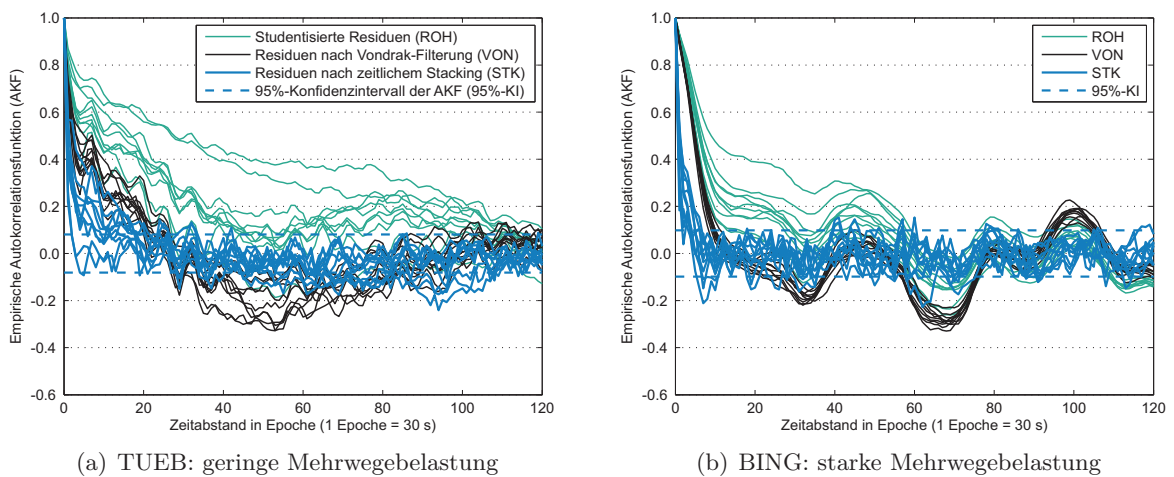 Empirische Autokorrelationsfunktion (AKF)
1.0
0.8
0.6
0.4
0.2
0.0
-0.2
-0.4
-0.6
Studentisierte Residuen (ROH)
Residuen nach Vondrak-Filterung (VON)
Residuen nach zeitlichem Stacking (STK)
95%-Konfidenzintervall der AKF (95%-KI)
0 20 40 60 80 100 120
Zeitabstand in Epoche (1 Epoche = 30 s)
(a) TUEB: geringe Mehrwegebelastung
Empirische Autokorrelationsfunktion (AKF)
1.0
0.8
0.6
0.4
0.2
0.0
-0.2
-0.4
-0.6
ROH
VON
STK
95%-KI
0 20 40 60 80 100 120
Zeitabstand in Epoche (1 Epoche = 30 s)
(b) BING: starke Mehrwegebelastung